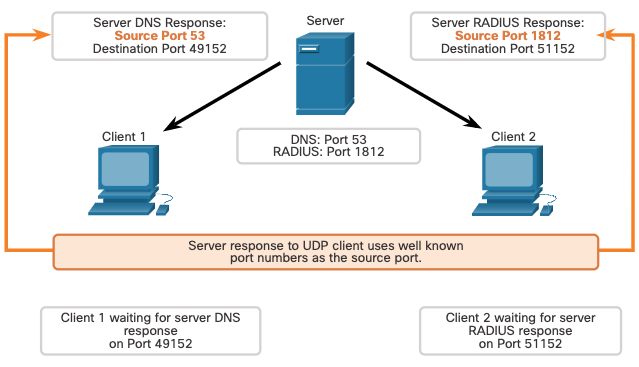 Server DNS Response:
Source Port 53
Destination Port 49152
Server
Server RADIUS Response:
Source Port 1812
Destination Port 51152
Client 1
DNS: Port 53
RADIUS: Port 1812
Client 2
Server response to UDP client uses well known
port numbers as the source port.
Client 1 waiting for server DNS
response
on Port 49152
Client 2 waiting for server
RADIUS response
on Port 51152